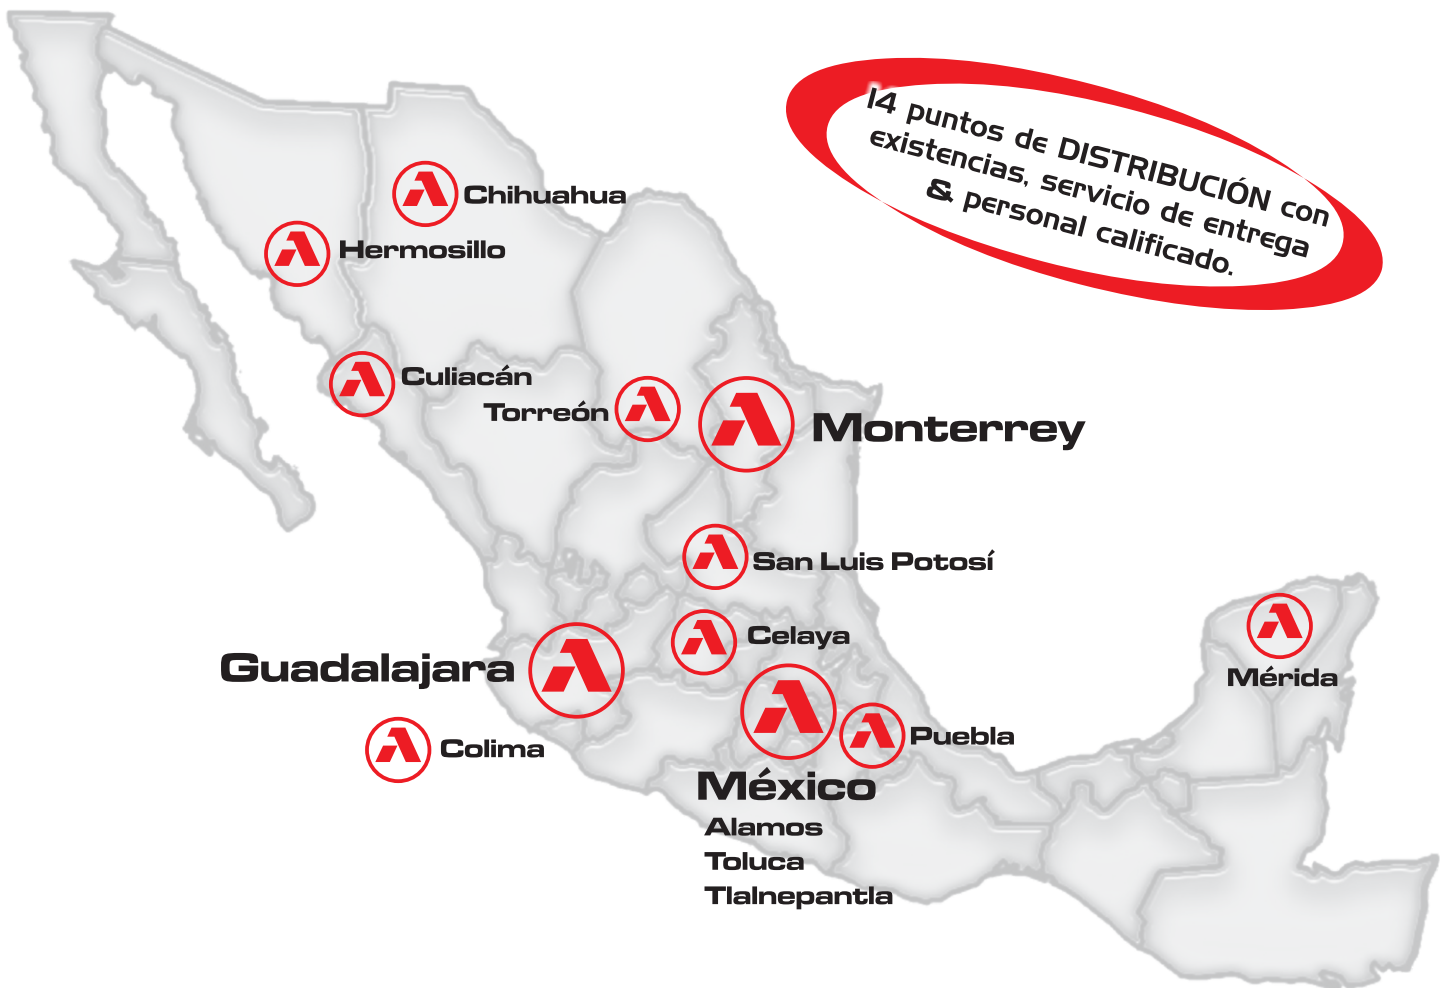 14 puntos de DISTRIBUCIÓN con
existencias, servicio de entrega
& personal calificado.
Chihuahua
Hermosillo
Culiacán
Torreón
Monterrey
San Luis Potosí
Celaya
Guadalajara
Mérida
Colima
Puebla
México
Alamos
Toluca
Tlalnepantla